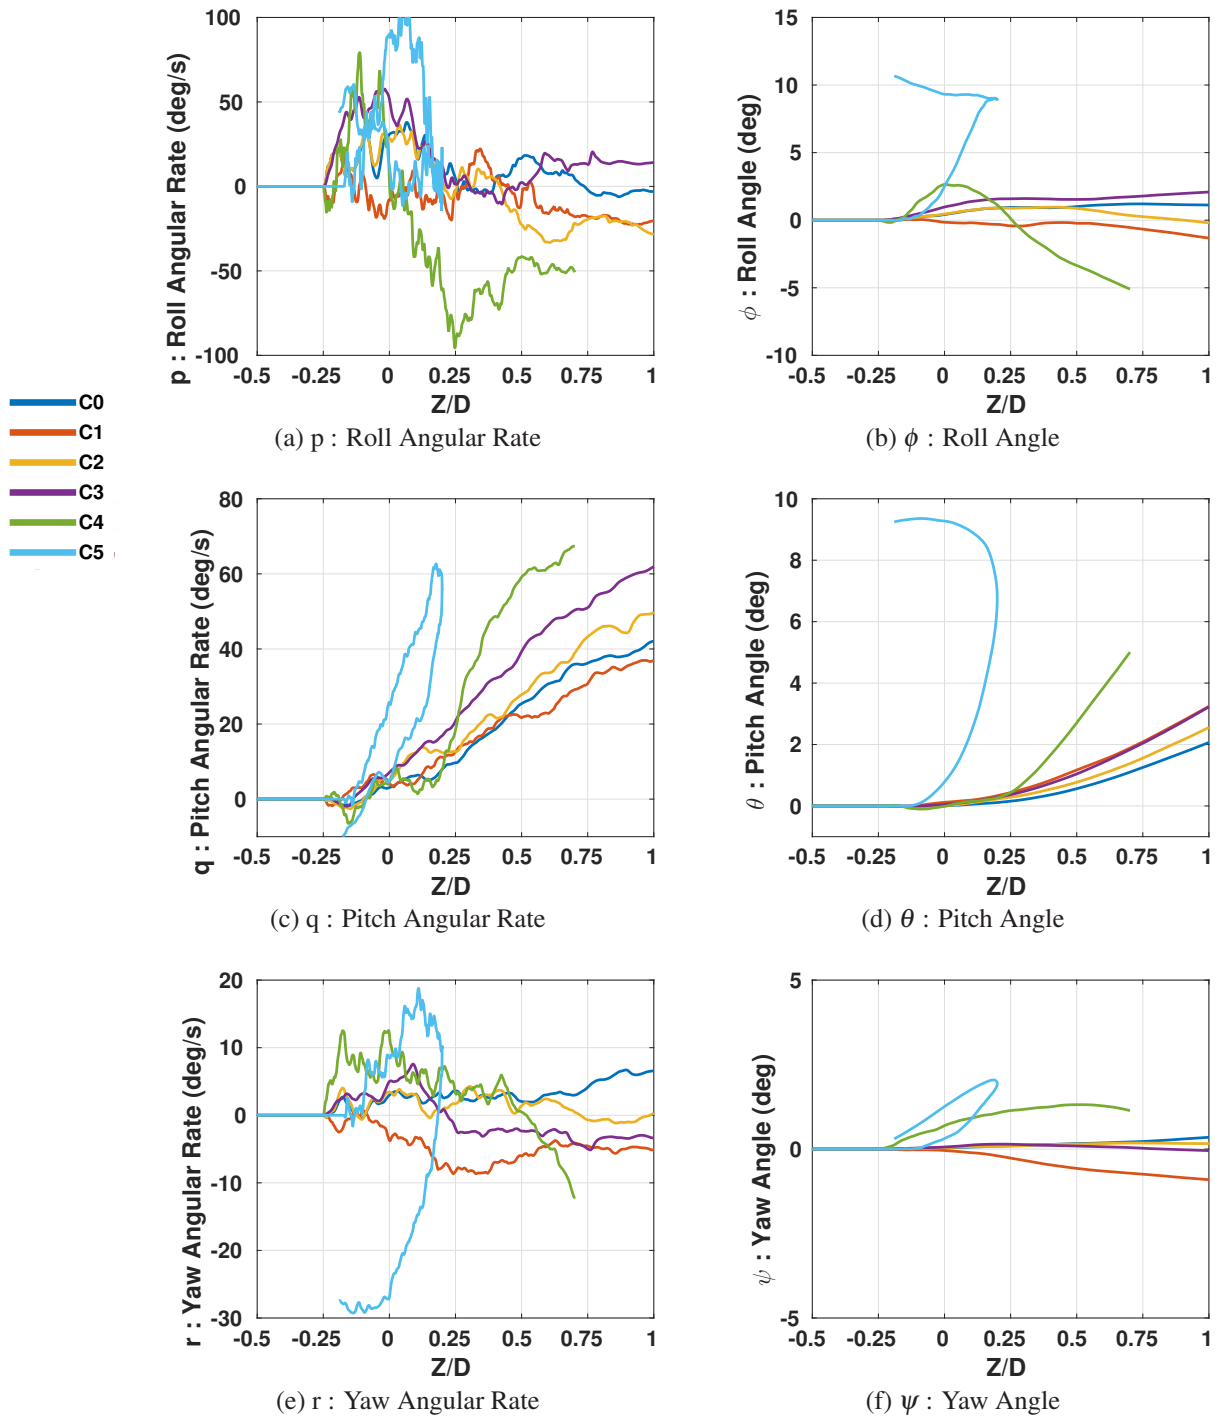 100
50
0
-50
-100
p : Roll Angular Rate (deg/s)
-0.5 -0.25 0 0.25 0.5 0.75 1
Z/D
(a) p : Roll Angular Rate
15
10
5
0
-5
-10
ϕ : Roll Angle (deg)
-0.5 -0.25 0 0.25 0.5 0.75 1
Z/D
(b) ϕ : Roll Angle
C0
C1
C2
C3
C4
C5
80
60
40
20
0
q : Pitch Angular Rate (deg/s)
-0.5 -0.25 0 0.25 0.5 0.75 1
Z/D
(c) q : Pitch Angular Rate
10
8
6
4
2
0
θ : Pitch Angle (deg)
-0.5 -0.25 0 0.25 0.5 0.75 1
Z/D
(d) θ : Pitch Angle
20
10
0
-10
-20
-30
r : Yaw Angular Rate (deg/s)
-0.5 -0.25 0 0.25 0.5 0.75 1
Z/D
(e) r : Yaw Angular Rate
5
0
-5
ψ : Yaw Angle (deg)
-0.5 -0.25 0 0.25 0.5 0.75 1
Z/D
(f) ψ : Yaw Angle